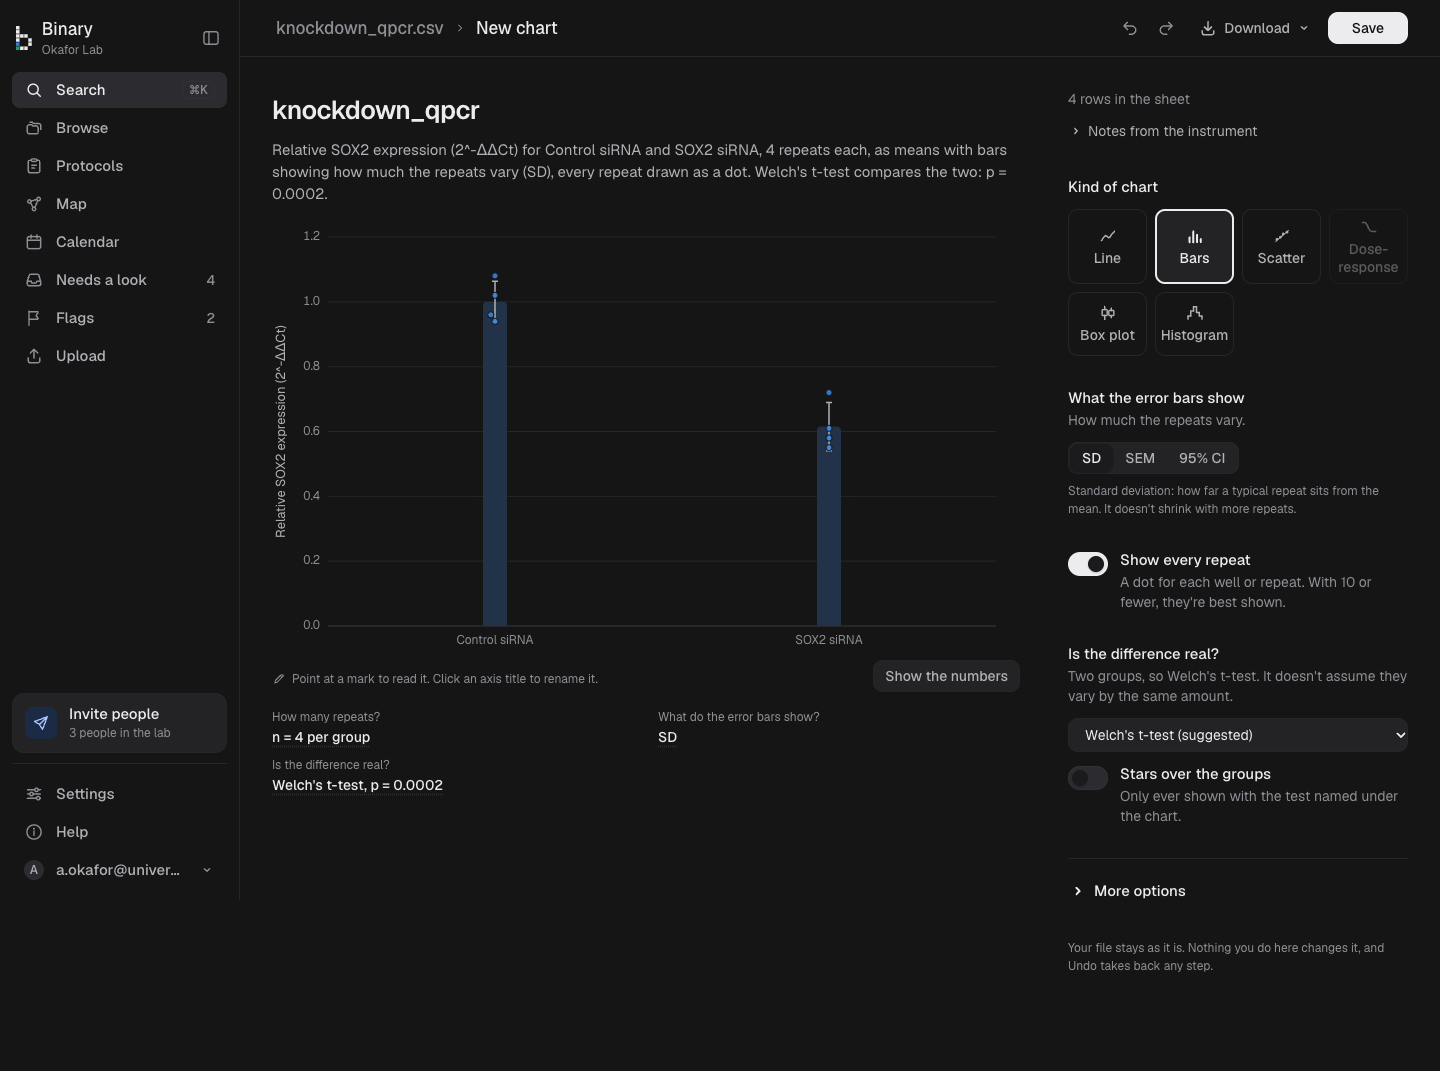 Binary
Okafor Lab
Search ⌘K
Browse
Protocols
Map
Calendar
Needs a look 4
Flags 2
Upload
Invite people
3 people in the lab
Settings
Help
A a.okafor@univer...
knockdown_qpcr.csv › New chart
Download
Save
knockdown_qpcr
Relative SOX2 expression (2^-ΔΔCt) for Control siRNA and SOX2 siRNA, 4 repeats each, as means with bars
showing how much the repeats vary (SD), every repeat drawn as a dot. Welch's t-test compares the two: p =
0.0002.
Relative SOX2 expression (2^-ΔΔCt)
1.2
1.0
0.8
0.6
0.4
0.2
0.0
Control siRNA
SOX2 siRNA
Point at a mark to read it. Click an axis title to rename it.
Show the numbers
How many repeats?
n = 4 per group
What do the error bars show?
SD
Is the difference real?
Welch's t-test, p = 0.0002
4 rows in the sheet
Notes from the instrument
Kind of chart
Line
Bars
Scatter
Dose-
response
Box plot
Histogram
What the error bars show
How much the repeats vary.
SD SEM 95% CI
Standard deviation: how far a typical repeat sits from the
mean. It doesn't shrink with more repeats.
Show every repeat
A dot for each well or repeat. With 10 or
fewer, they're best shown.
Is the difference real?
Two groups, so Welch's t-test. It doesn't assume they
vary by the same amount.
Welch's t-test (suggested)
Stars over the groups
Only ever shown with the test named under
the chart.
More options
Your file stays as it is. Nothing you do here changes it, and
Undo takes back any step.